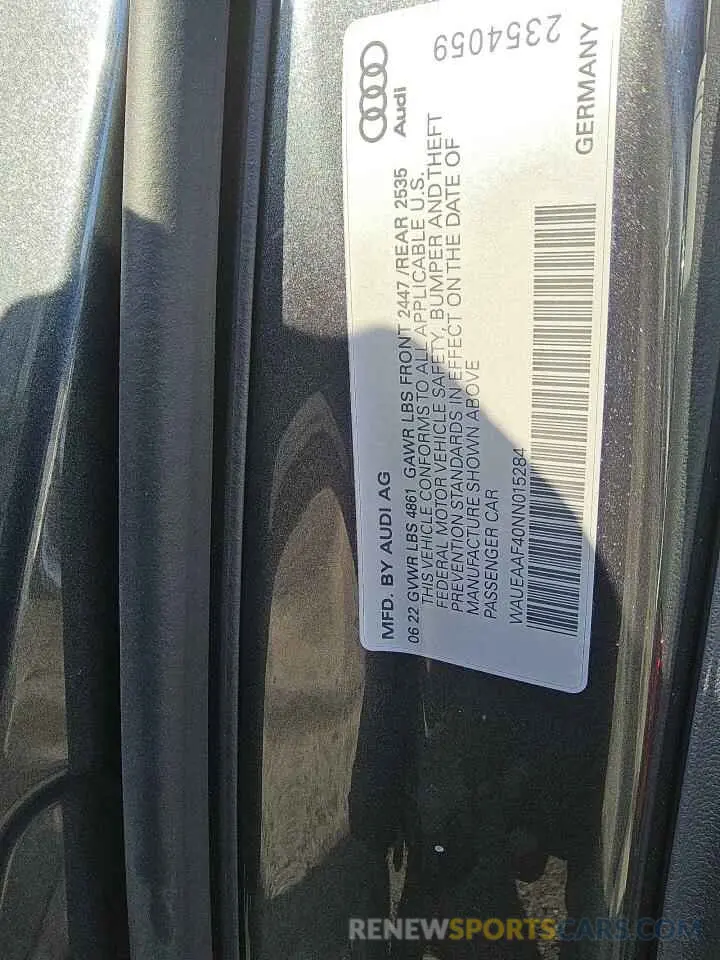 2354059
Audi
GERMANY
MFD. BY AUDI AG
06 22 GVWR LBS 4861 GAWR LBS FRONT 2447 / REAR 2535
THIS VEHICLE CONFORMS TO ALL APPLICABLE U.S.
FEDERAL MOTOR VEHICLE SAFETY, BUMPER AND THEFT
PREVENTION STANDARDS IN EFFECT ON THE DATE OF
MANUFACTURE SHOWN ABOVE
PASSENGER CAR
WAUEAAF40NN015284
RENEWSPORTSCARS.COM